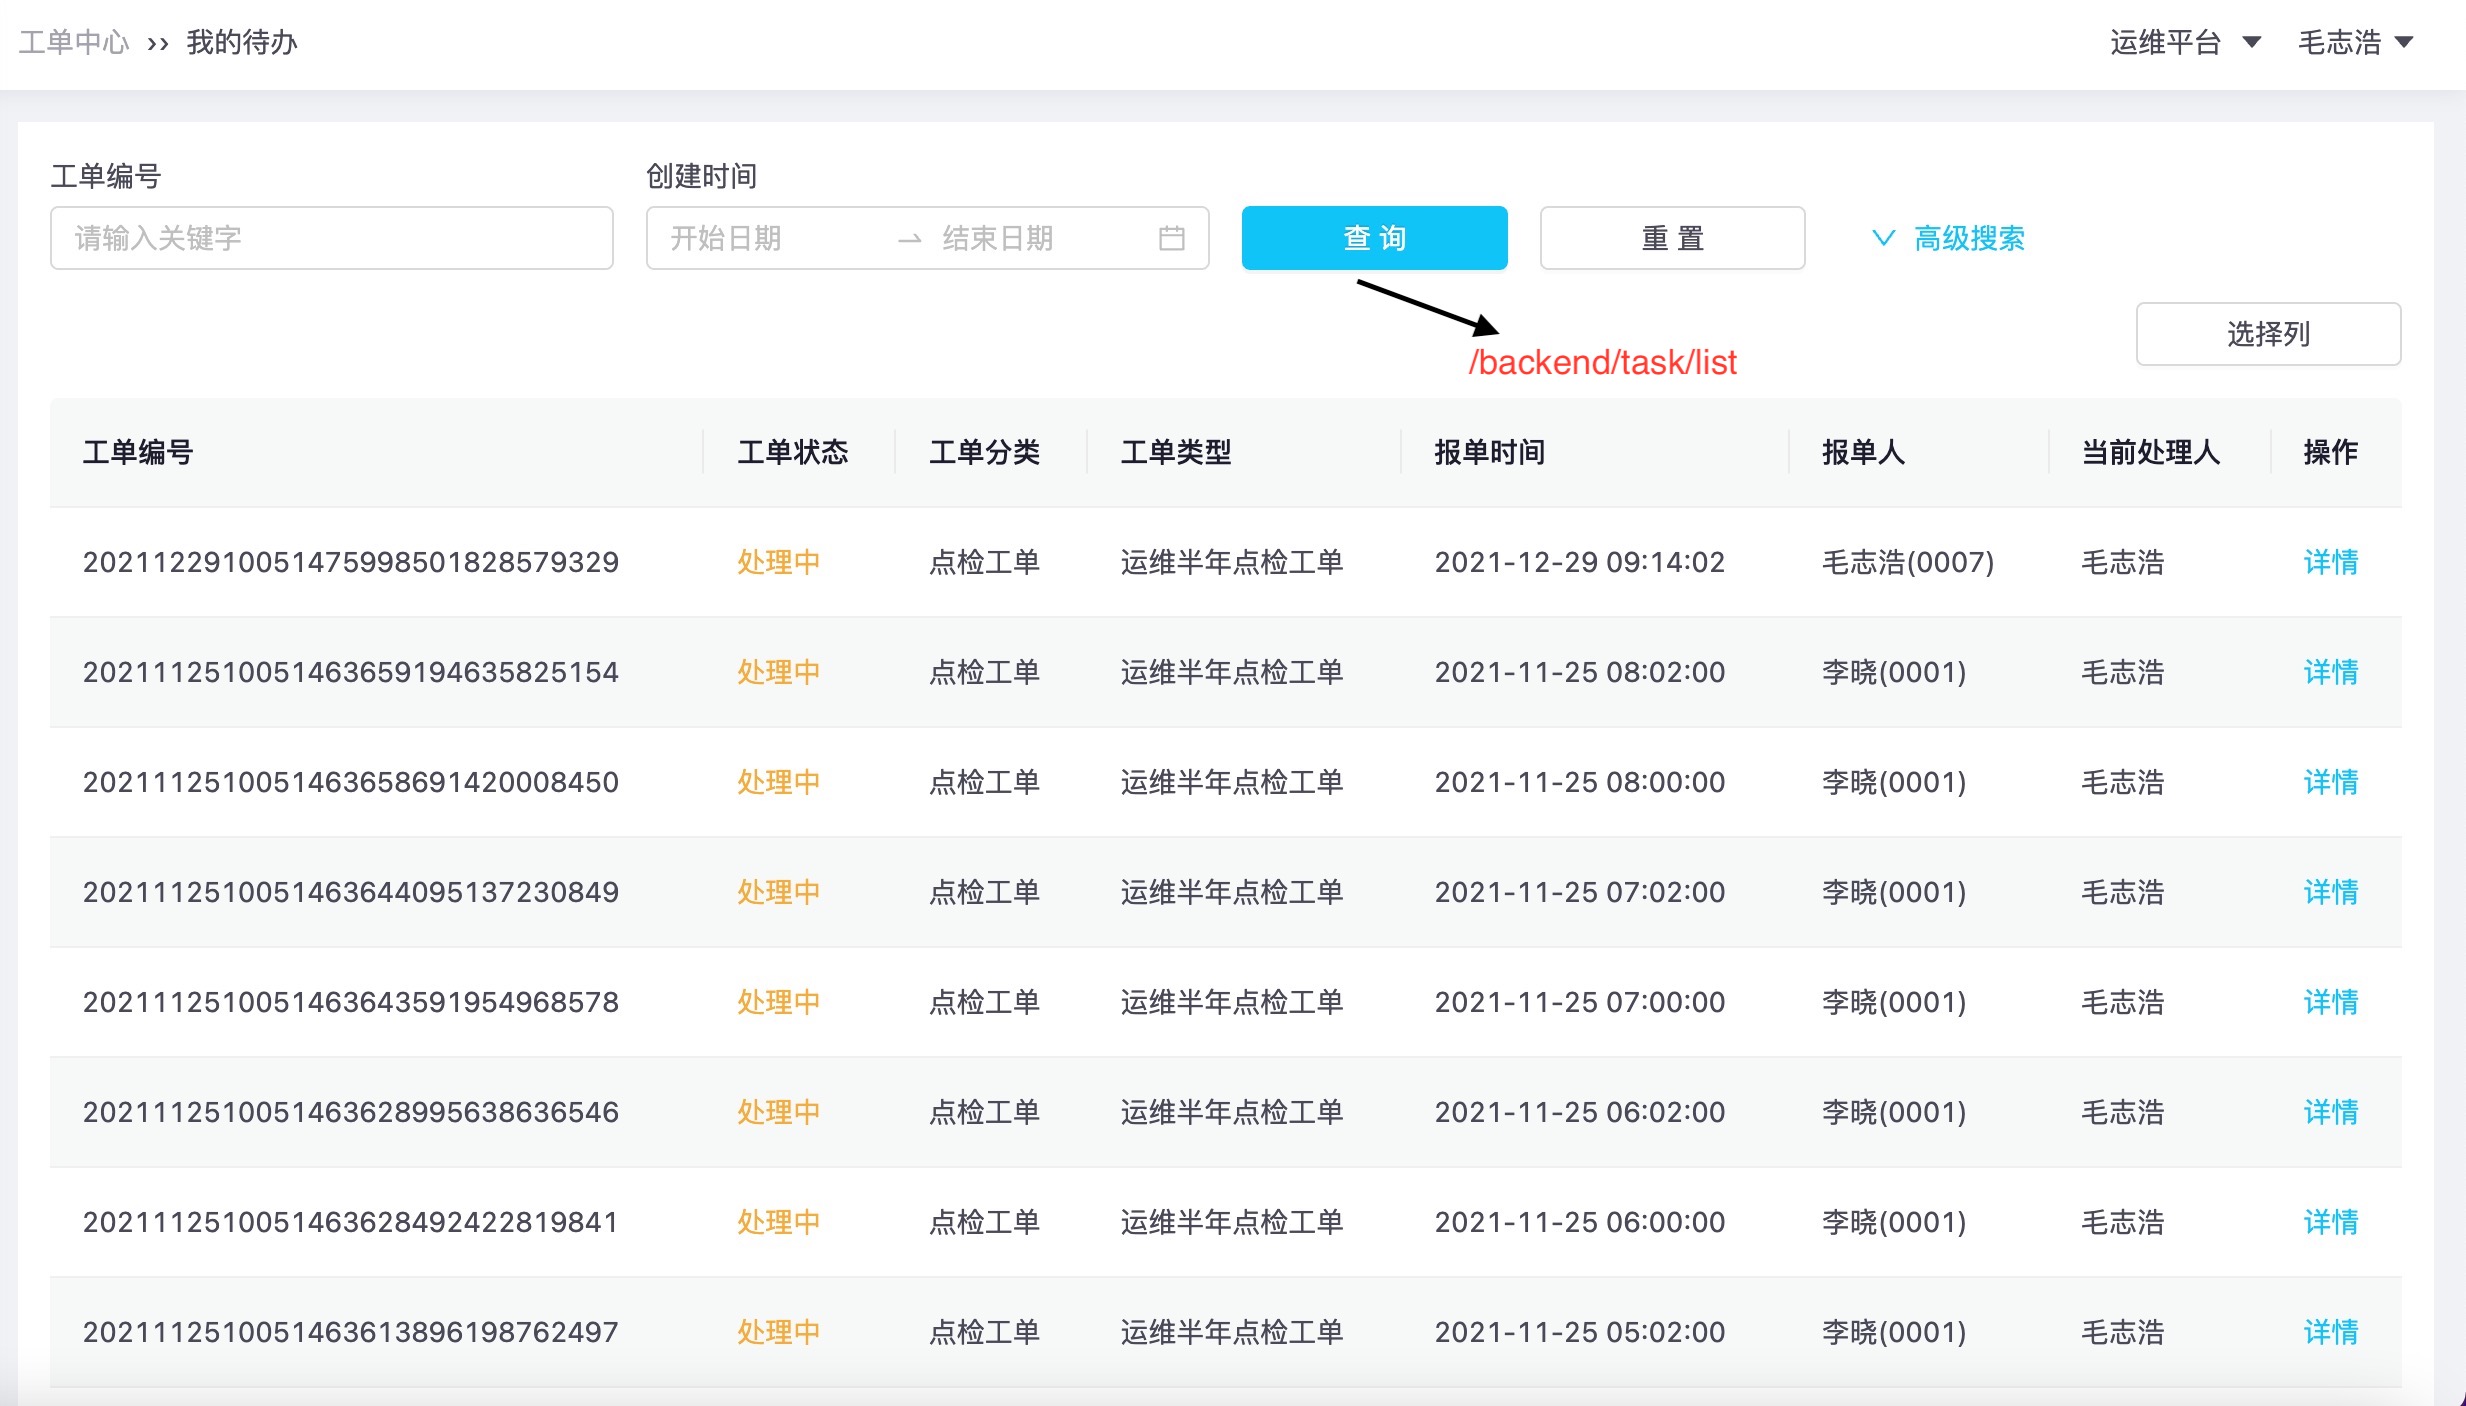 工单中心 ›› 我的待办 运维平台 毛志浩
工单编号 创建时间
请输入关键字 开始日期 → 结束日期 查 询 重 置 高级搜索
/backend/task/list
选择列
工单编号 工单状态 工单分类 工单类型 报单时间 报单人 当前处理人 操作
20211229100514759985018285​79329 处理中 点检工单 运维半年点检工单 2021-12-29 09:14:02 毛志浩(0007) 毛志浩 详情
20211125100514636591946358​25154 处理中 点检工单 运维半年点检工单 2021-11-25 08:02:00 李晓(0001) 毛志浩 详情
20211125100514636586914200​08450 处理中 点检工单 运维半年点检工单 2021-11-25 08:00:00 李晓(0001) 毛志浩 详情
20211125100514636440951372​30849 处理中 点检工单 运维半年点检工单 2021-11-25 07:02:00 李晓(0001) 毛志浩 详情
20211125100514636435919549​68578 处理中 点检工单 运维半年点检工单 2021-11-25 07:00:00 李晓(0001) 毛志浩 详情
20211125100514636289956386​36546 处理中 点检工单 运维半年点检工单 2021-11-25 06:02:00 李晓(0001) 毛志浩 详情
20211125100514636284924228​19841 处理中 点检工单 运维半年点检工单 2021-11-25 06:00:00 李晓(0001) 毛志浩 详情
20211125100514636138961987​62497 处理中 点检工单 运维半年点检工单 2021-11-25 05:02:00 李晓(0001) 毛志浩 详情